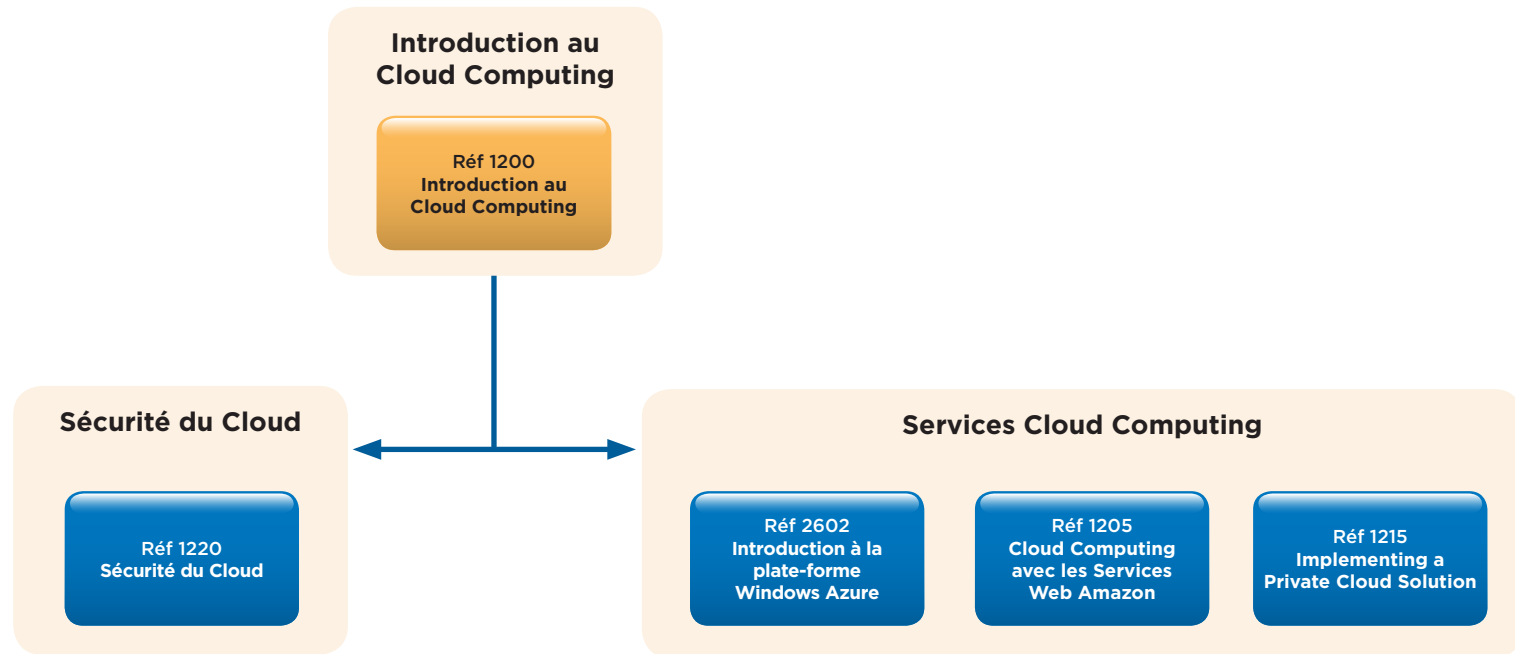 Introduction au
Cloud Computing
Réf 1200
Introduction au
Cloud Computing
Sécurité du Cloud
Réf 1220
Sécurité du Cloud
Services Cloud Computing
Réf 2602
Introduction à la
plate-forme
Windows Azure
Réf 1205
Cloud Computing
avec les Services
Web Amazon
Réf 1215
Implementing a
Private Cloud Solution